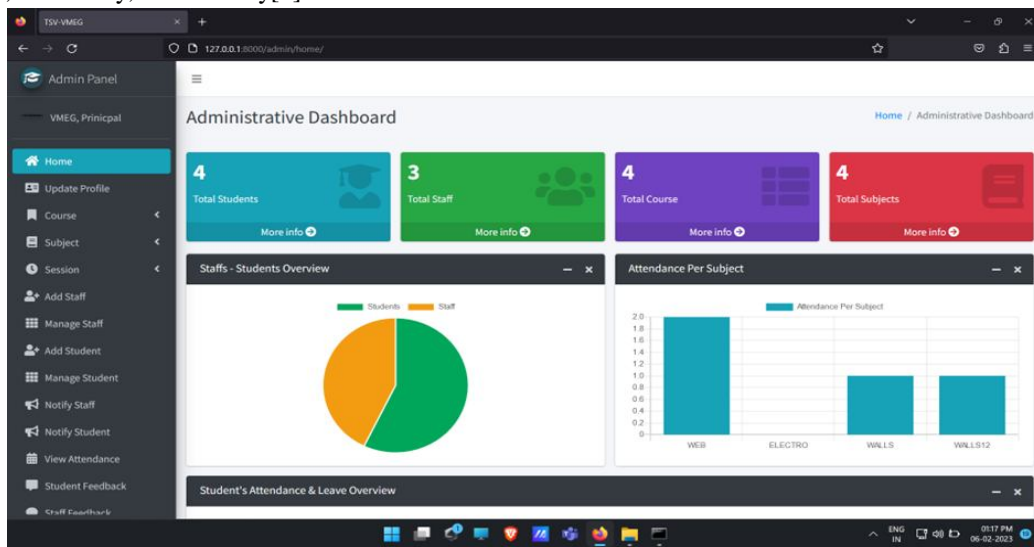 TSV-VMEG
127.0.0.1:8000/admin/home/
Admin Panel
VMEG, Prinicpal
Administrative Dashboard
Home / Administrative Dashboard
Home
Update Profile
Course
Subject
Session
Add Staff
Manage Staff
Add Student
Manage Student
Notify Staff
Notify Student
View Attendance
Student Feedback
Staff Feedback
4
Total Students
More info
3
Total Staff
More info
4
Total Course
More info
4
Total Subjects
More info
Staffs - Students Overview
Students Staff
Attendance Per Subject
Attendance Per Subject
2.0
1.8
1.6
1.4
1.2
1.0
0.8
0.6
0.4
0.2
0
WEB ELECTRO WALLS WALLS12
Student's Attendance & Leave Overview
ENG
IN
01:17 PM
06-02-2023